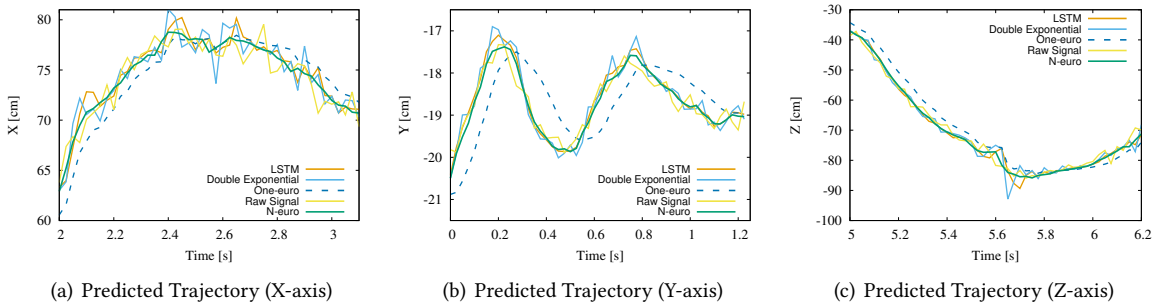 80
75
70
65
60
2
2.2
2.4
2.6
2.8
3
X [cm]
Time [s]
LSTM
Double Exponential
One-euro
Raw Signal
N-euro
(a) Predicted Trajectory (X-axis)
-17
-18
-19
-20
-21
0
0.2
0.4
0.6
0.8
1
1.2
Y [cm]
Time [s]
LSTM
Double Exponential
One-euro
Raw Signal
N-euro
(b) Predicted Trajectory (Y-axis)
-30
-40
-50
-60
-70
-80
-90
-100
5
5.2
5.4
5.6
5.8
6
6.2
Z [cm]
Time [s]
LSTM
Double Exponential
One-euro
Raw Signal
N-euro
(c) Predicted Trajectory (Z-axis)